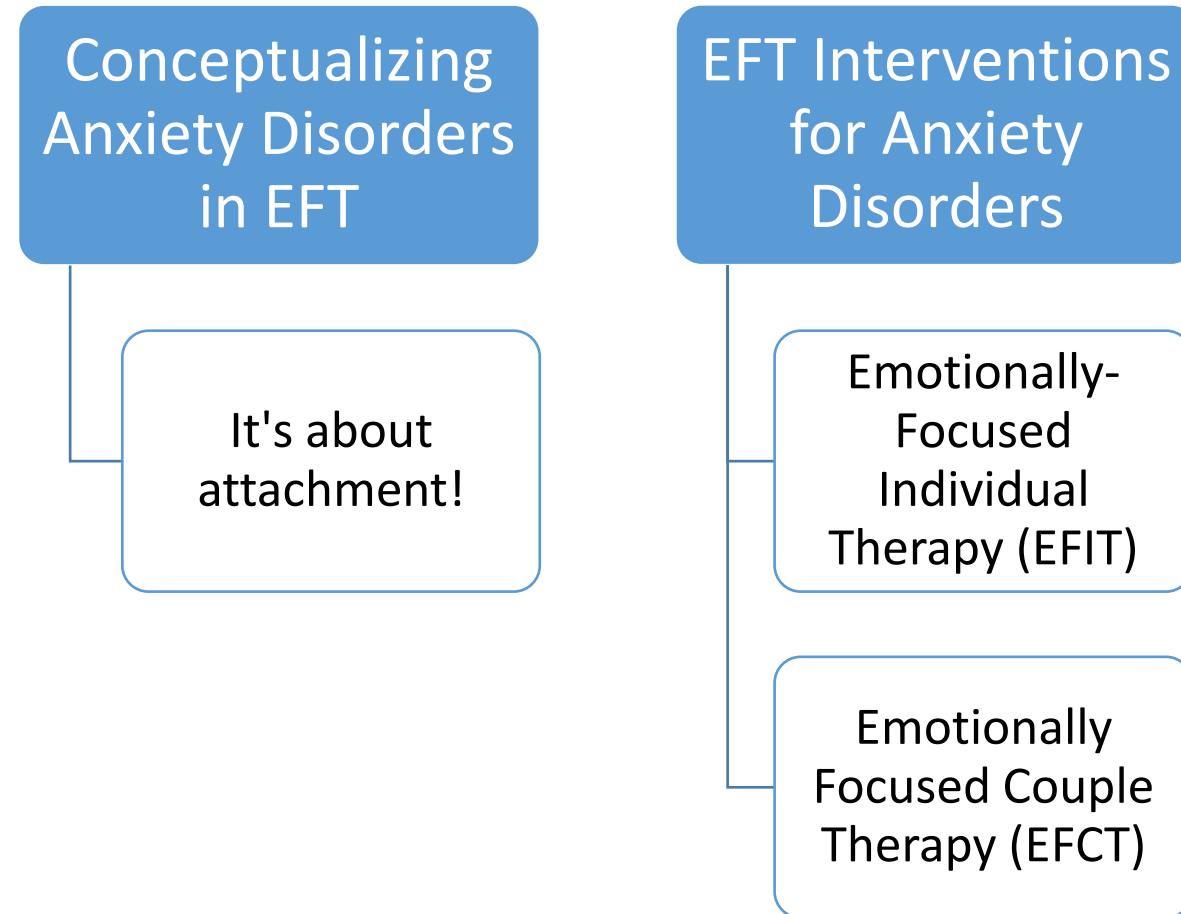 Conceptualizing
Anxiety Disorders
in EFT
It's about
attachment!
EFT Interventions
for Anxiety
Disorders
Emotionally-
Focused
Individual
Therapy (EFIT)
Emotionally
Focused Couple
Therapy (EFCT)